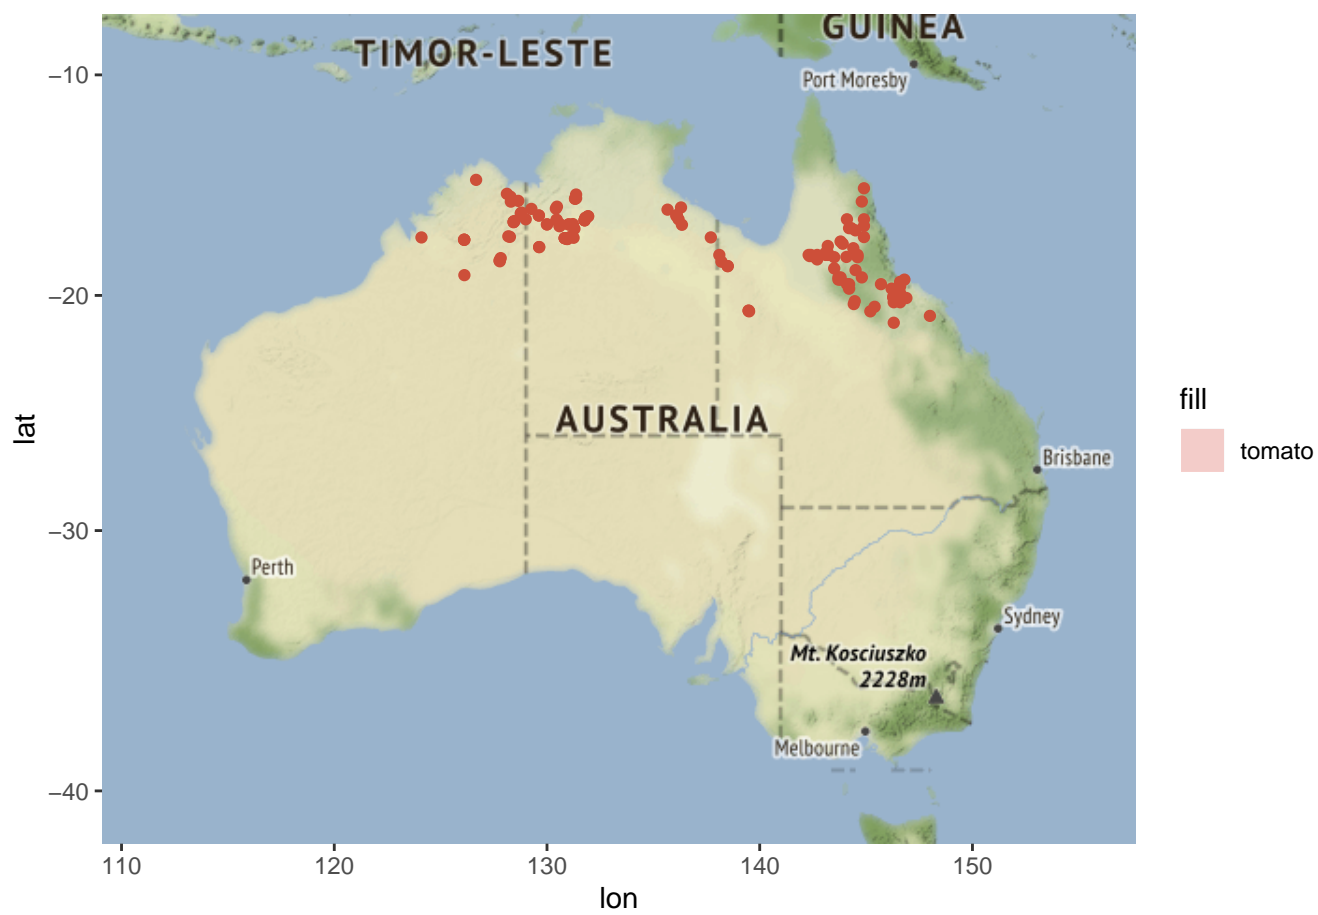 GUINEA
TIMOR-LESTE
Port Moresby
−10
−20
−30
−40
lat
AUSTRALIA
Brisbane
Perth
Sydney
Mt. Kosciuszko
2228m
Melbourne
110
120
130
140
150
lon
fill
tomato